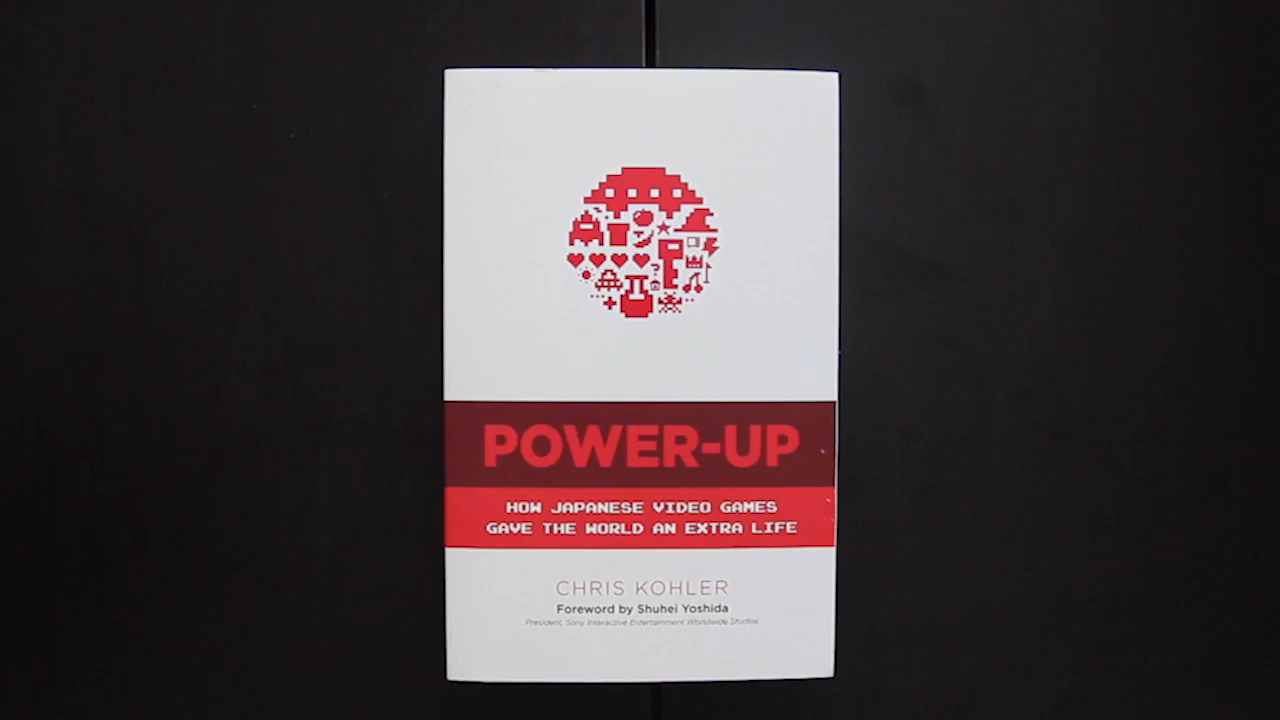 POWER-UP
HOW JAPANESE VIDEO GAMES
GAVE THE WORLD AN EXTRA LIFE
CHRIS KOHLER
Foreword by Shuhei Yoshida
President, Sony Interactive Entertainment Worldwide Studios